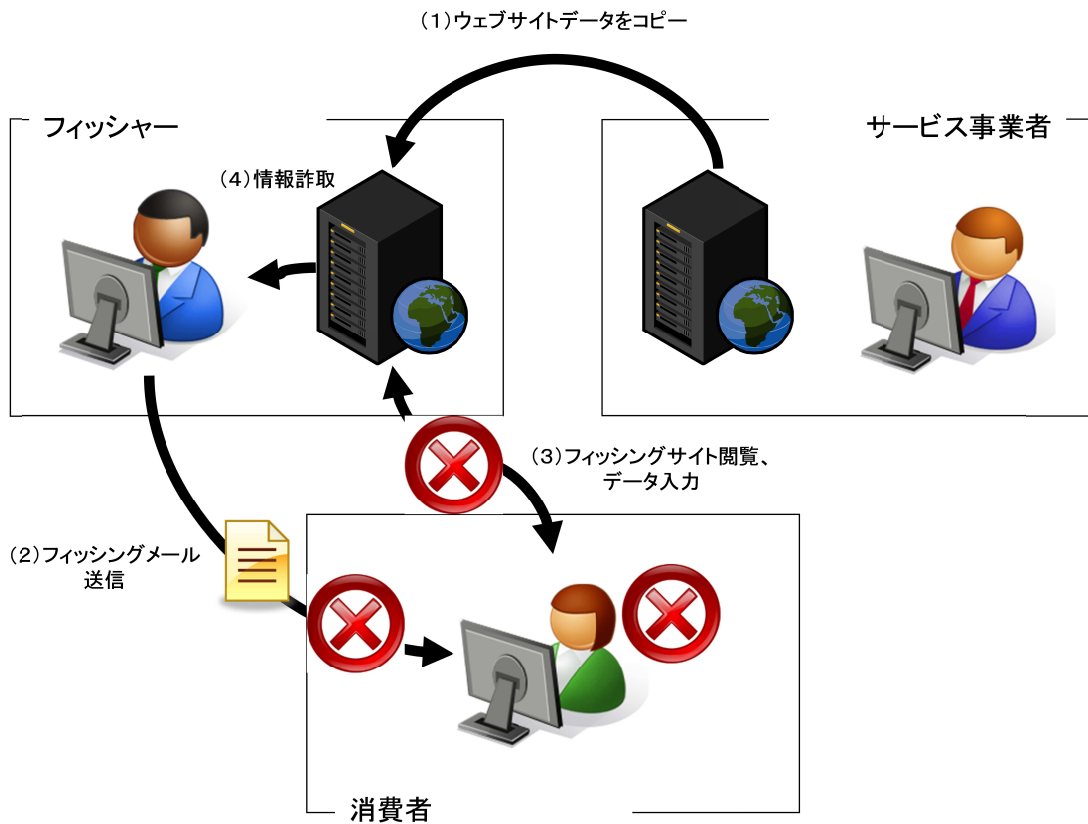 （１）ウェブサイトデータをコピー
フィッシャー
サービス事業者
（４）情報詐取
（３）フィッシングサイト閲覧、
データ入力
（２）フィッシングメール
送信
消費者